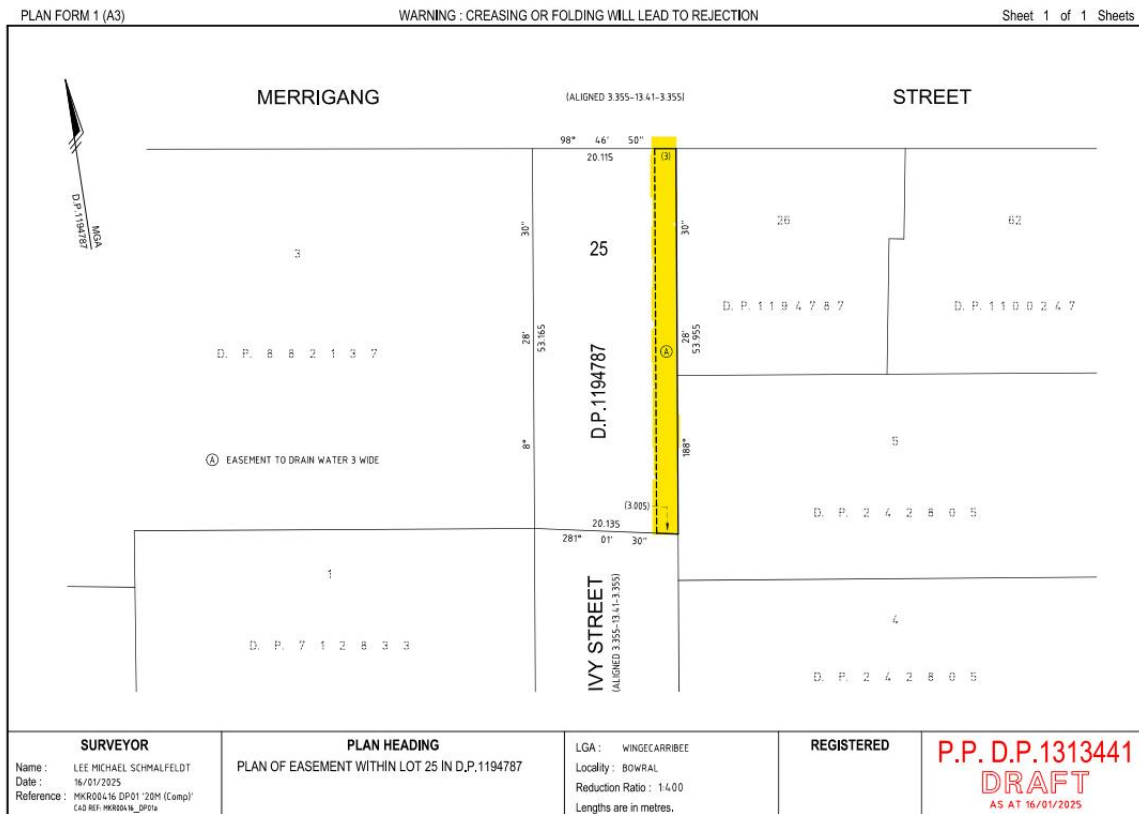 PLAN FORM 1 (A3)
WARNING : CREASING OR FOLDING WILL LEAD TO REJECTION
Sheet 1 of 1 Sheets
MERRIGANG
(ALIGNED 3.355-13.41-3.355)
STREET
MGA
D.P.1194787
98° 46' 50"
20.115
(3)
30"
28'
53.165
8°
25
D.P.1194787
30"
28'
53.955
188°
Ⓐ
3
D. P. 8 8 2 1 3 7
26
D. P. 1 1 9 4 7 8 7
62
D. P. 1 1 0 0 2 4 7
Ⓐ EASEMENT TO DRAIN WATER 3 WIDE
5
D. P. 2 4 2 8 0 5
(3.005)
20.135
281° 01' 30"
1
D. P. 7 1 2 8 3 3
IVY STREET
(ALIGNED 3.355-13.41-3.355)
4
D. P. 2 4 2 8 0 5
SURVEYOR
Name : LEE MICHAEL SCHMALFELDT
Date : 16/01/2025
Reference : MKR00416 DP01 '20M (Comp)'
CAD REF: MKR00416_DP01a
PLAN HEADING
PLAN OF EASEMENT WITHIN LOT 25 IN D.P.1194787
LGA : WINGECARRIBEE
Locality : BOWRAL
Reduction Ratio : 1:400
Lengths are in metres.
REGISTERED
P.P. D.P.1313441
DRAFT
AS AT 16/01/2025